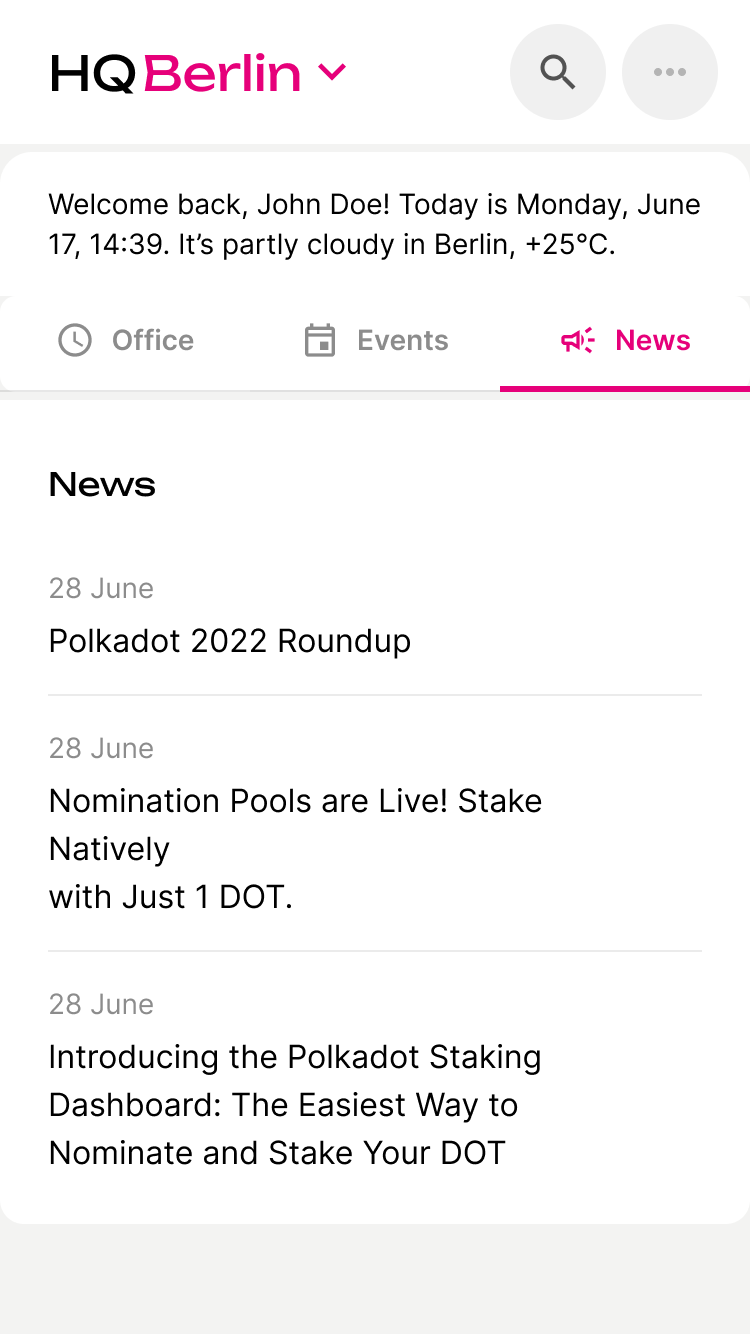 HQ Berlin
Welcome back, John Doe! Today is Monday, June
17, 14:39. It’s partly cloudy in Berlin, +25°C.
Office Events News
News
28 June
Polkadot 2022 Roundup
28 June
Nomination Pools are Live! Stake
Natively
with Just 1 DOT.
28 June
Introducing the Polkadot Staking
Dashboard: The Easiest Way to
Nominate and Stake Your DOT